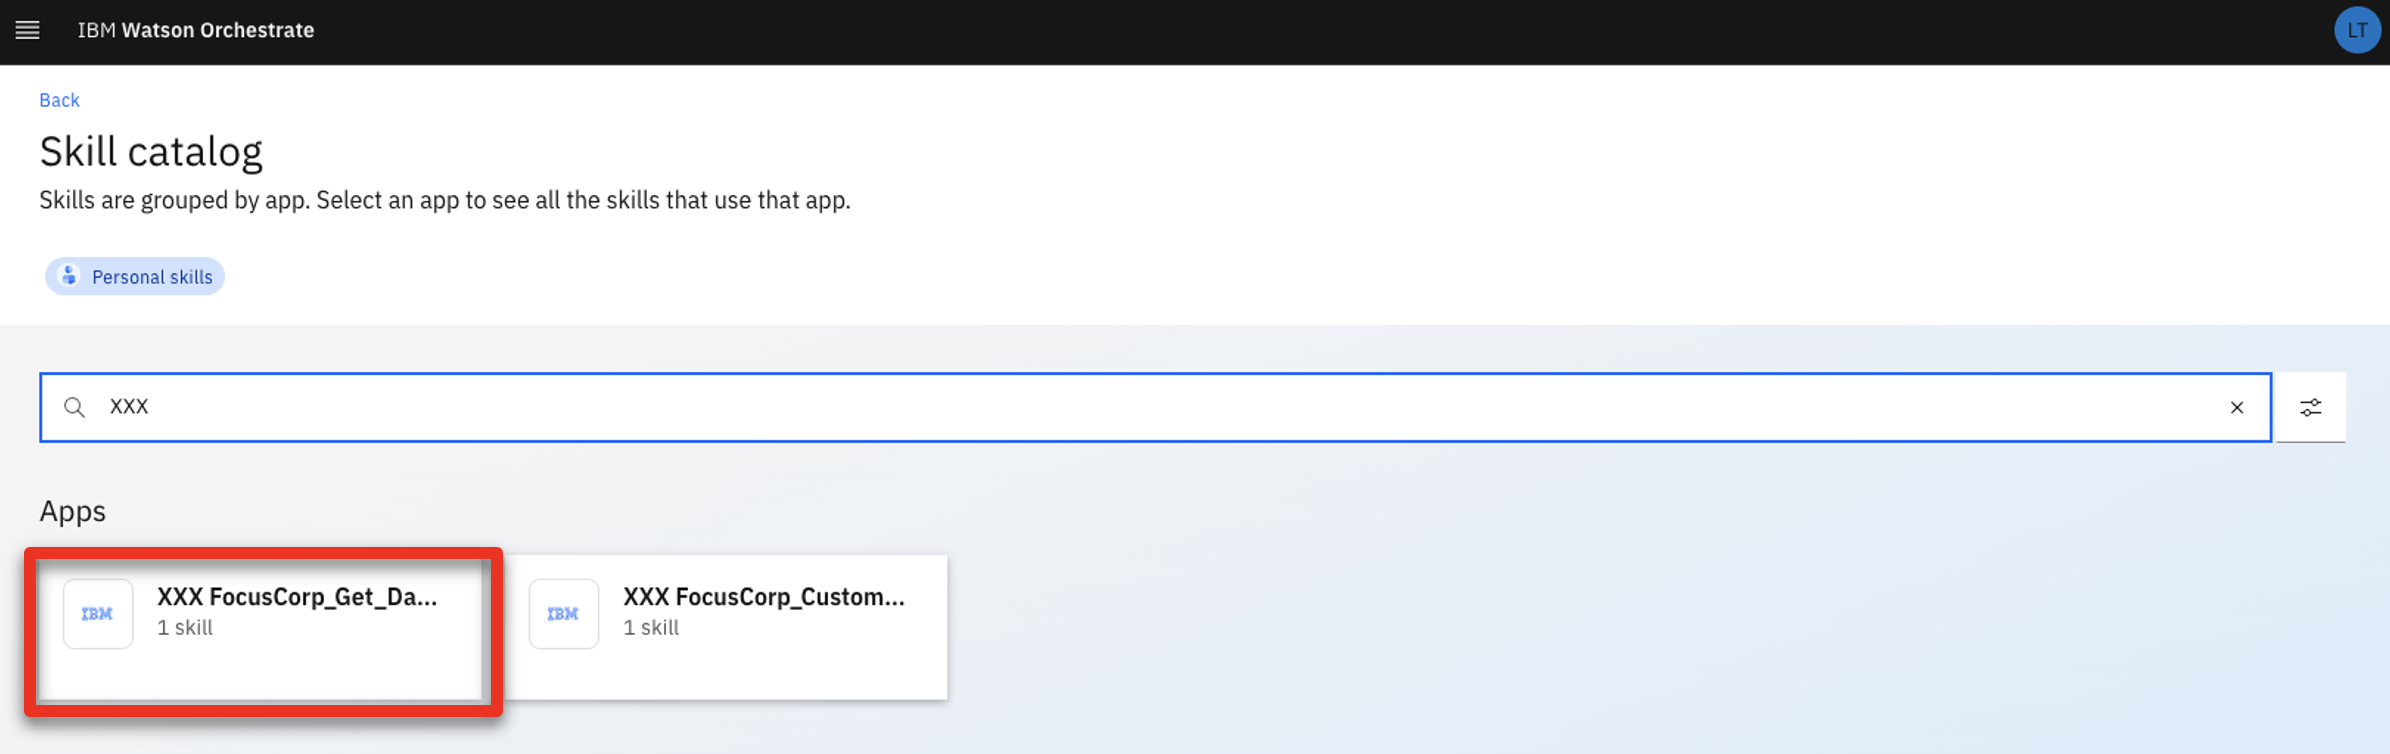 IBM Watson Orchestrate
LT
Back
Skill catalog
Skills are grouped by app. Select an app to see all the skills that use that app.
Personal skills
XXX
Apps
IBM
XXX FocusCorp_Get_Da...
1 skill
IBM
XXX FocusCorp_Custom...
1 skill